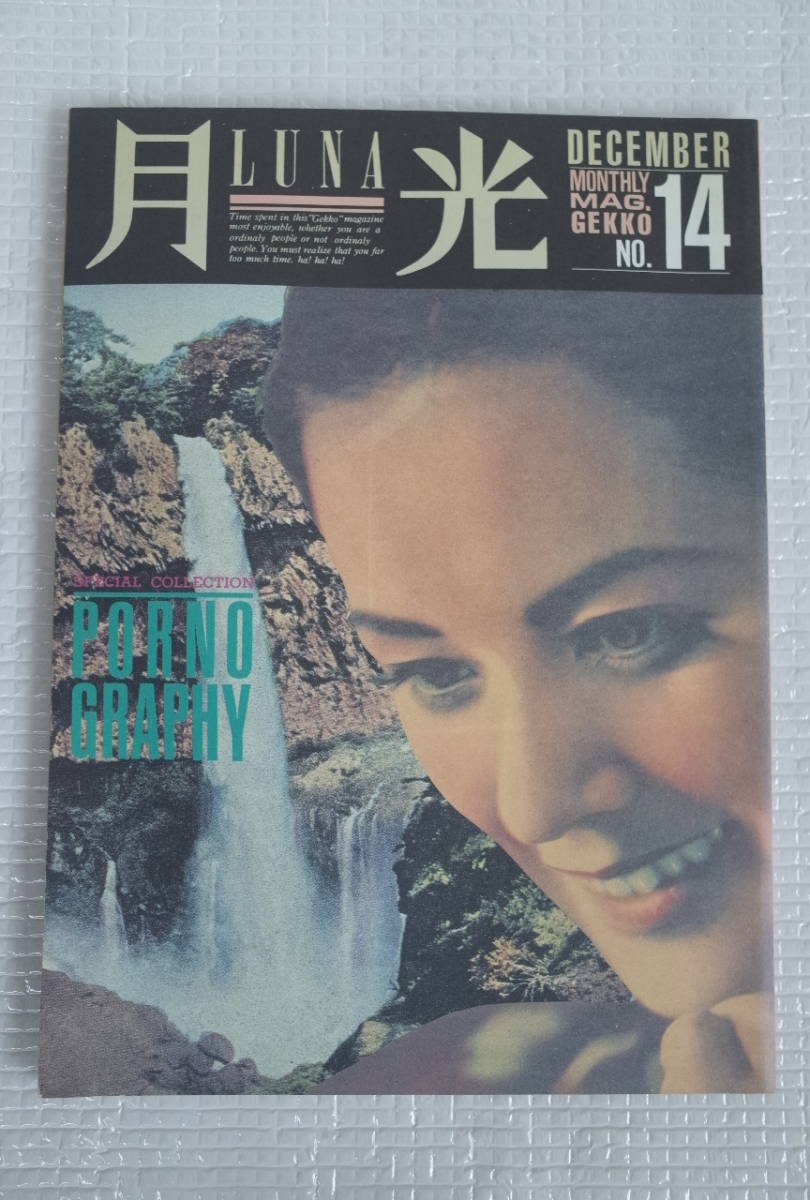 月光
LUNA
Time spent in this "Gekko" magazine
most enjoyable, whether you are a
ordinaly people or not ordinaly
people. You must realize that you far
too much time. ha! ha! ha!
DECEMBER
MONTHLY
MAG.
GEKKO
NO. 14
SPECIAL COLLECTION
PORNO
GRAPHY